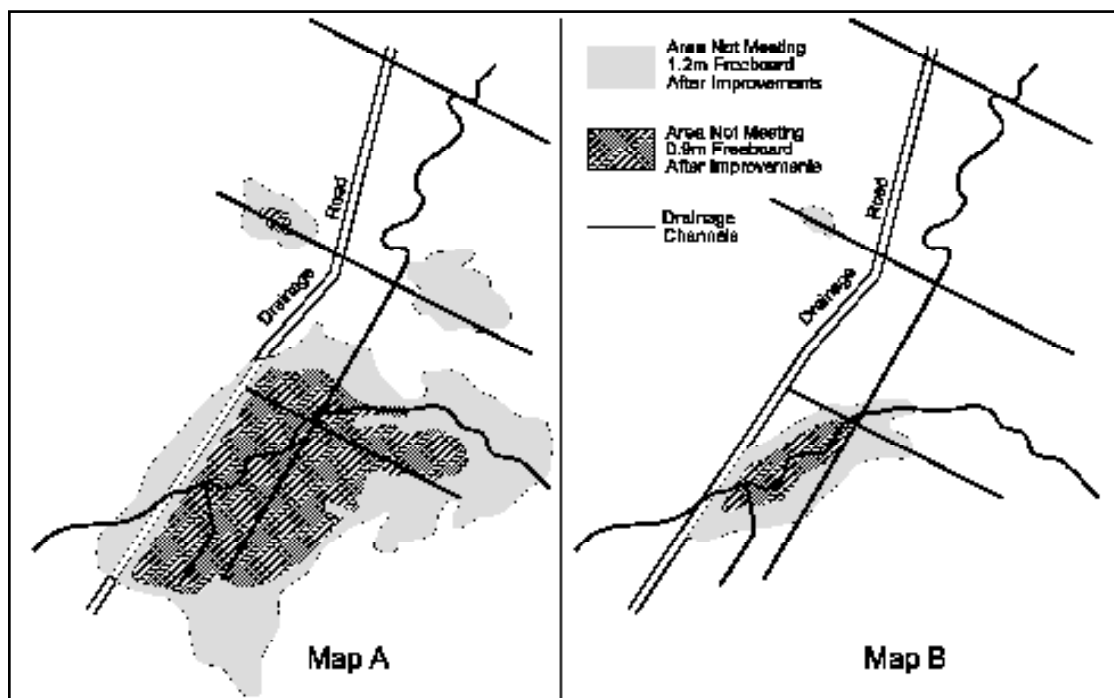 Road
Drainage
Map A
Area Not Meeting
1.2m Freeboard
After Improvements
Area Not Meeting
0.9m Freeboard
After Improvements
Drainage
Channels
Road
Drainage
Map B